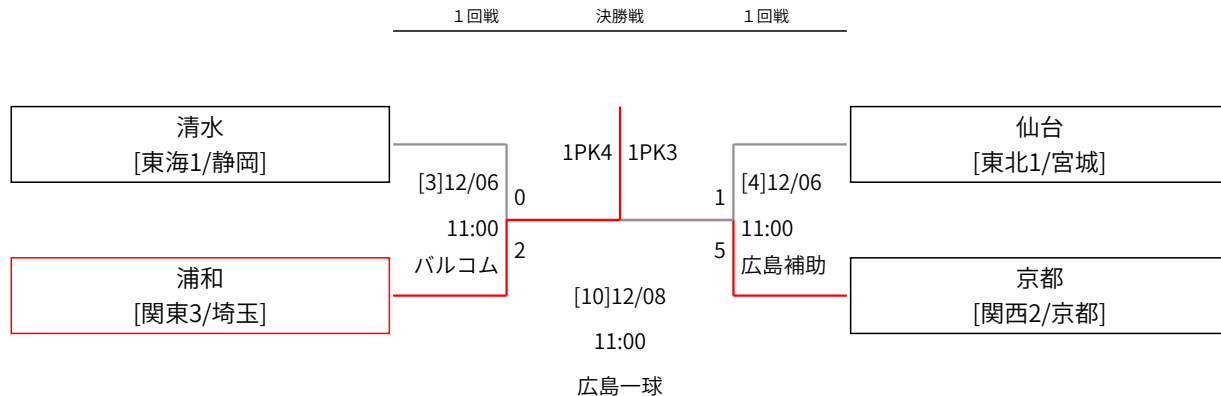 １回戦 決勝戦 １回戦
清水
[東海1/静岡]
仙台
[東北1/宮城]
1PK4 1PK3
[3]12/06
0
11:00
2
バルコム
1
[4]12/06
11:00
5
広島補助
浦和
[関東3/埼玉]
京都
[関西2/京都]
[10]12/08
11:00
広島一球